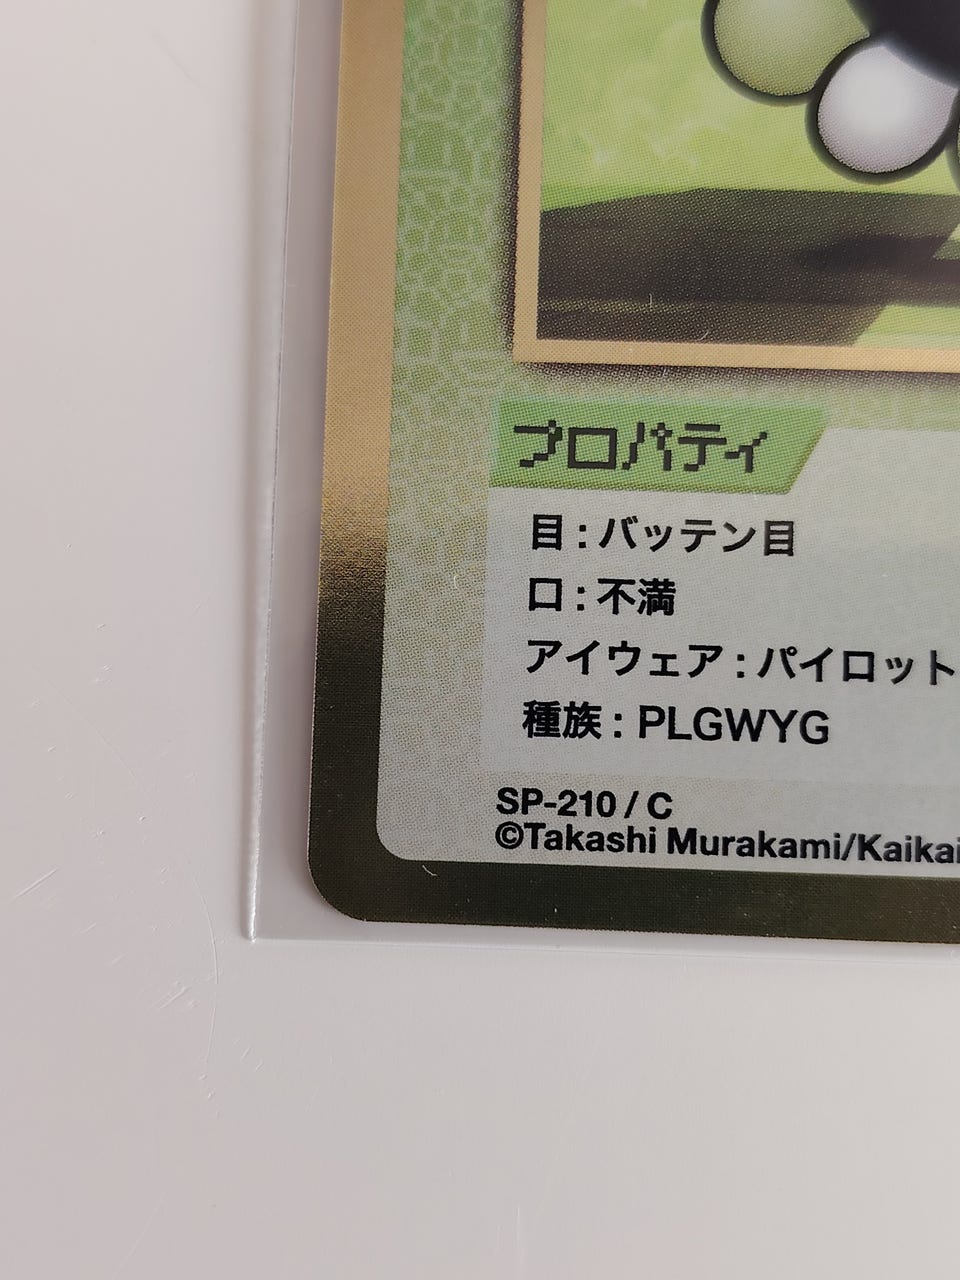 プロパティ
目：バッテン目
口：不満
アイウェア：パイロット
種族：PLGWYG
SP-210 / C
©Takashi Murakami/Kaikai